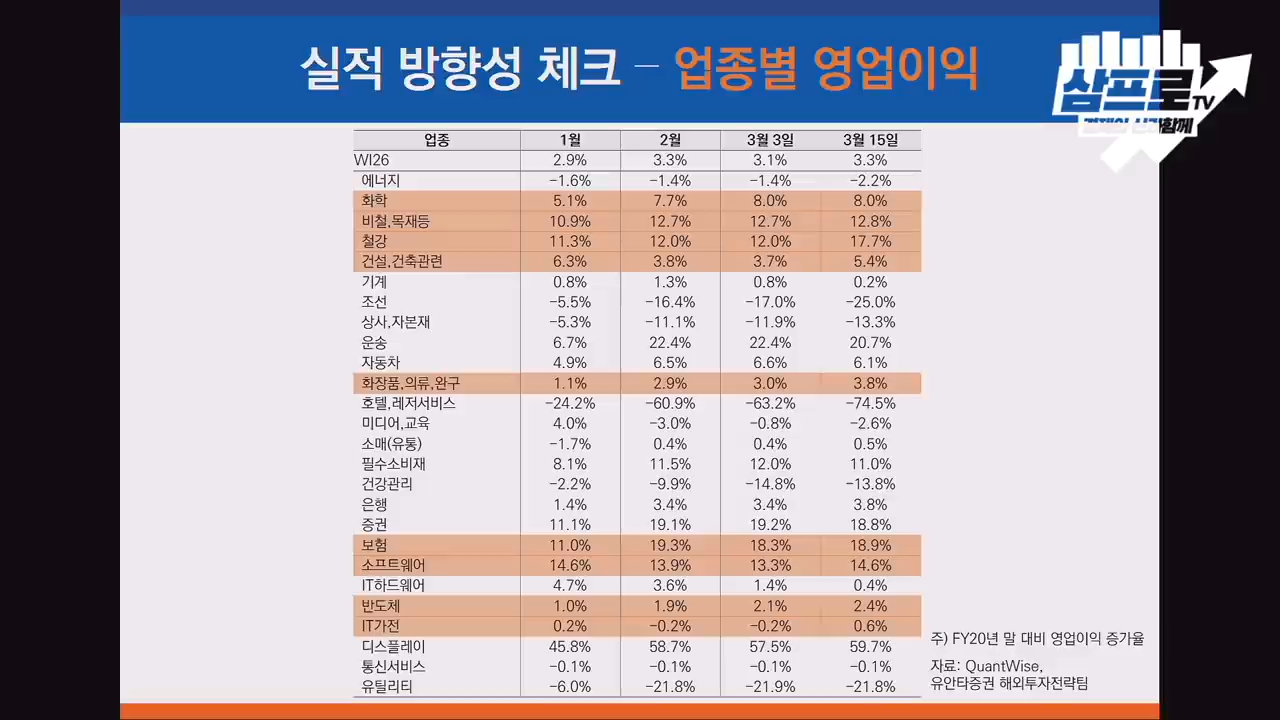 실적 방향성 체크 – 업종별 영업이익
삼프로TV
경제의 신과함께
업종 1월 2월 3월 3일 3월 15일
WI26 2.9% 3.3% 3.1% 3.3%
에너지 -1.6% -1.4% -1.4% -2.2%
화학 5.1% 7.7% 8.0% 8.0%
비철,목재등 10.9% 12.7% 12.7% 12.8%
철강 11.3% 12.0% 12.0% 17.7%
건설,건축관련 6.3% 3.8% 3.7% 5.4%
기계 0.8% 1.3% 0.8% 0.2%
조선 -5.5% -16.4% -17.0% -25.0%
상사,자본재 -5.3% -11.1% -11.9% -13.3%
운송 6.7% 22.4% 22.4% 20.7%
자동차 4.9% 6.5% 6.6% 6.1%
화장품,의류,완구 1.1% 2.9% 3.0% 3.8%
호텔,레저서비스 -24.2% -60.9% -63.2% -74.5%
미디어,교육 4.0% -3.0% -0.8% -2.6%
소매(유통) -1.7% 0.4% 0.4% 0.5%
필수소비재 8.1% 11.5% 12.0% 11.0%
건강관리 -2.2% -9.9% -14.8% -13.8%
은행 1.4% 3.4% 3.4% 3.8%
증권 11.1% 19.1% 19.2% 18.8%
보험 11.0% 19.3% 18.3% 18.9%
소프트웨어 14.6% 13.9% 13.3% 14.6%
IT하드웨어 4.7% 3.6% 1.4% 0.4%
반도체 1.0% 1.9% 2.1% 2.4%
IT가전 0.2% -0.2% -0.2% 0.6%
디스플레이 45.8% 58.7% 57.5% 59.7%
통신서비스 -0.1% -0.1% -0.1% -0.1%
유틸리티 -6.0% -21.8% -21.9% -21.8%
주) FY20년 말 대비 영업이익 증가율
자료: QuantWise,
유안타증권 해외투자전략팀